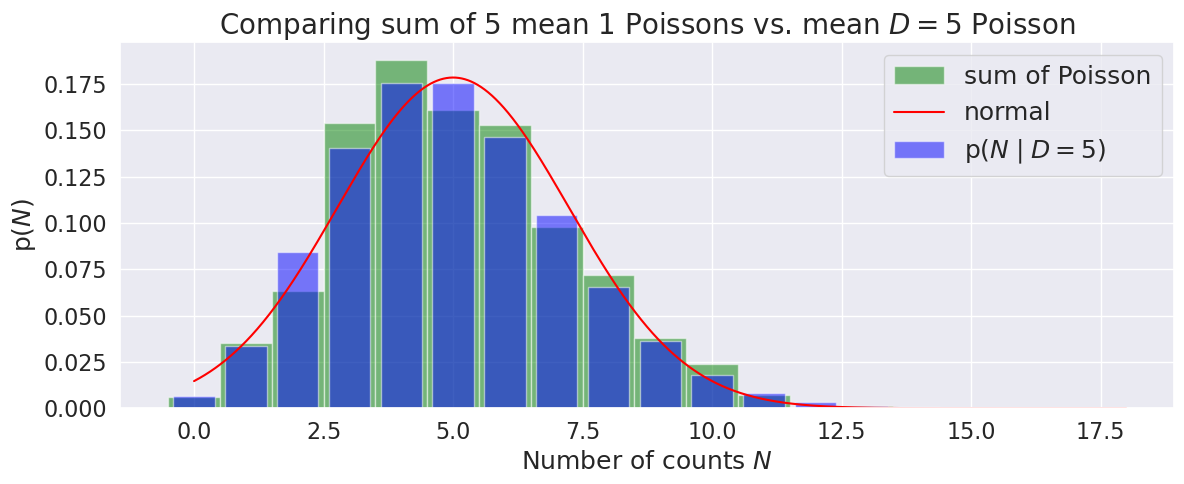 Comparing sum of 5 mean 1 Poissons vs. mean D = 5 Poisson
sum of Poisson
normal
p(N | D = 5)
p(N)
0.175
0.150
0.125
0.100
0.075
0.050
0.025
0.000
0.0 2.5 5.0 7.5 10.0 12.5 15.0 17.5
Number of counts N